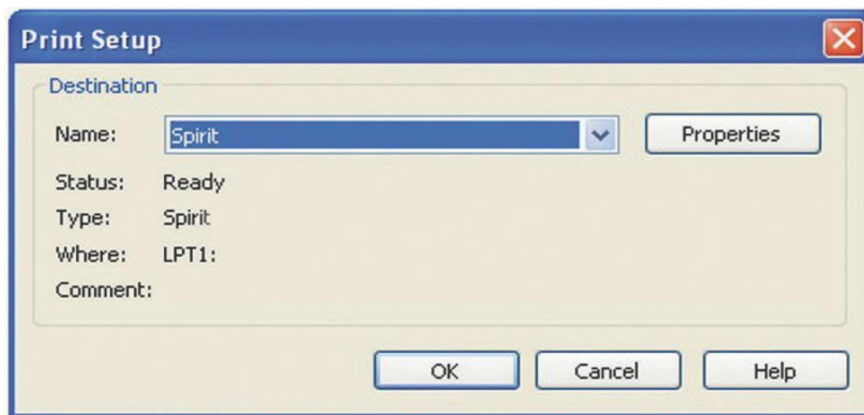 Print Setup
Destination
Name: Spirit Properties
Status: Ready
Type: Spirit
Where: LPT1:
Comment:
OK Cancel Help